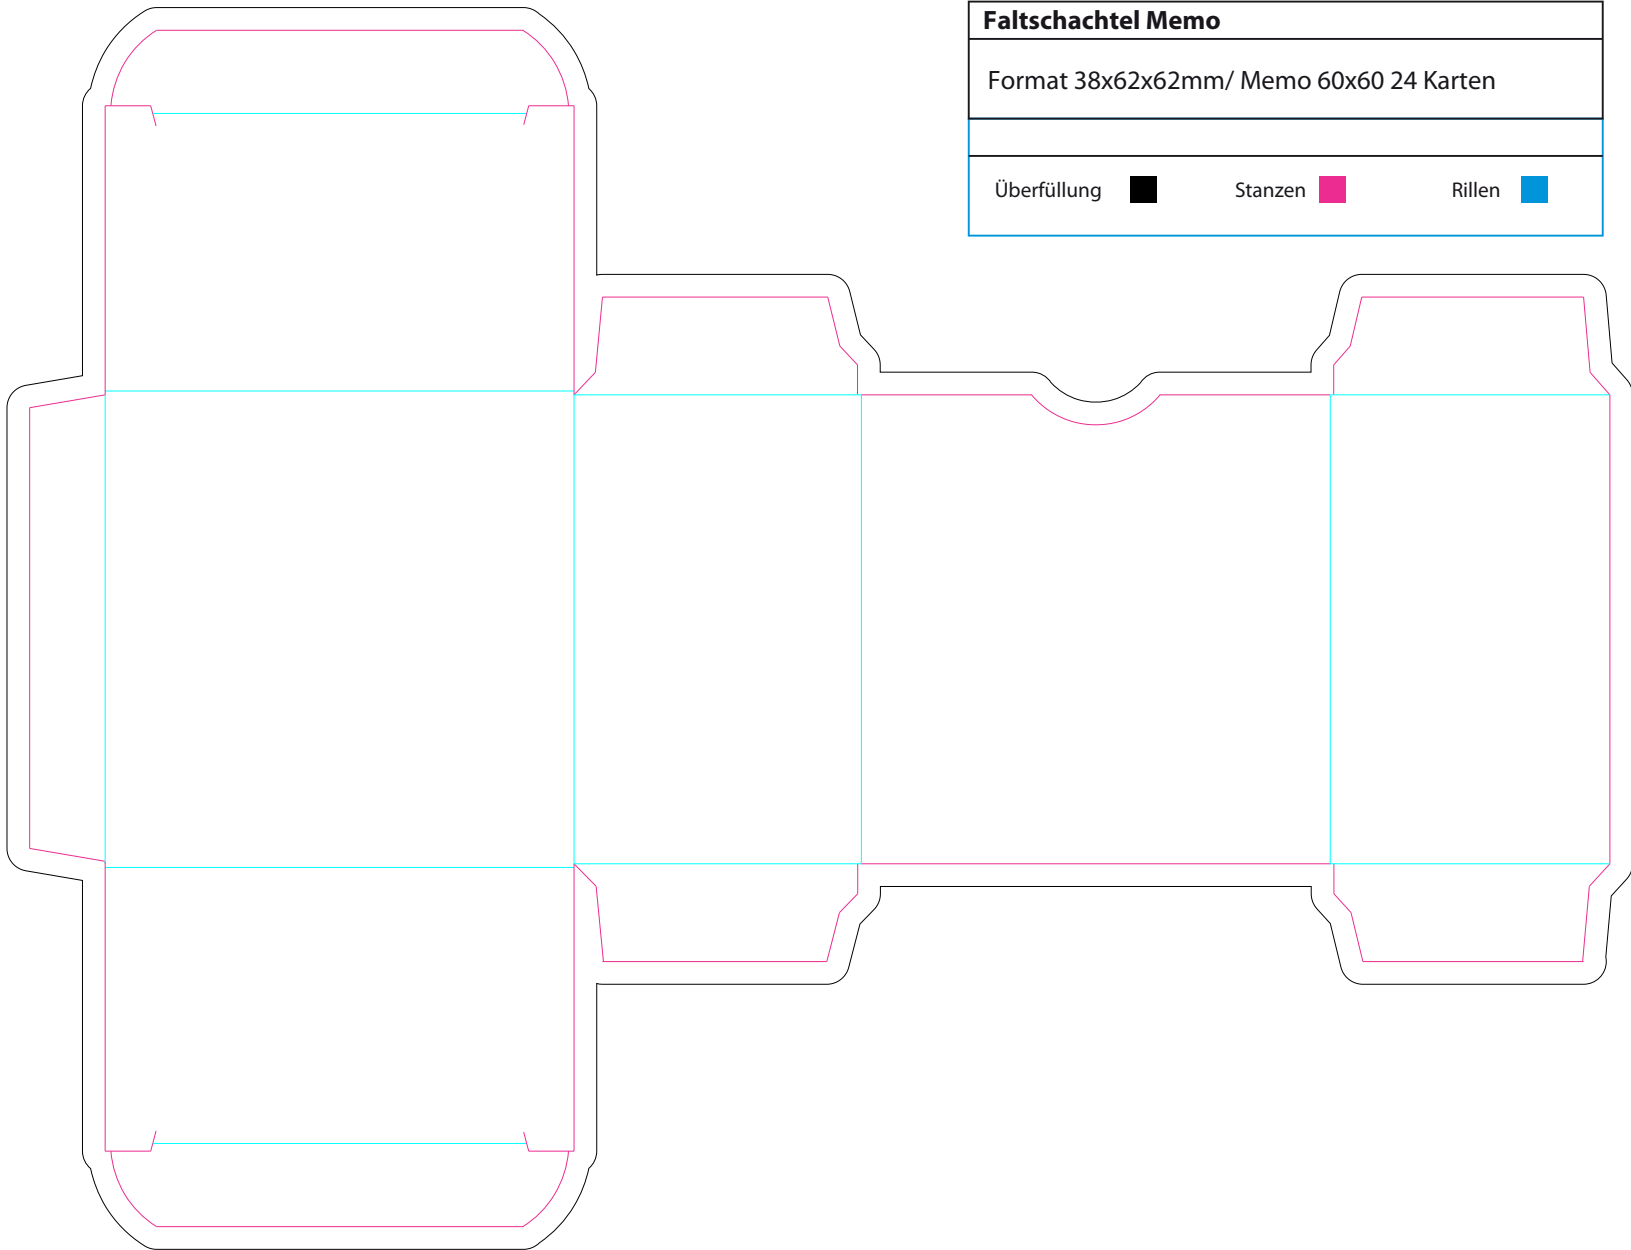 Faltschachtel Memo
Format 38x62x62mm/ Memo 60x60 24 Karten
Überfüllung Stanzen Rillen